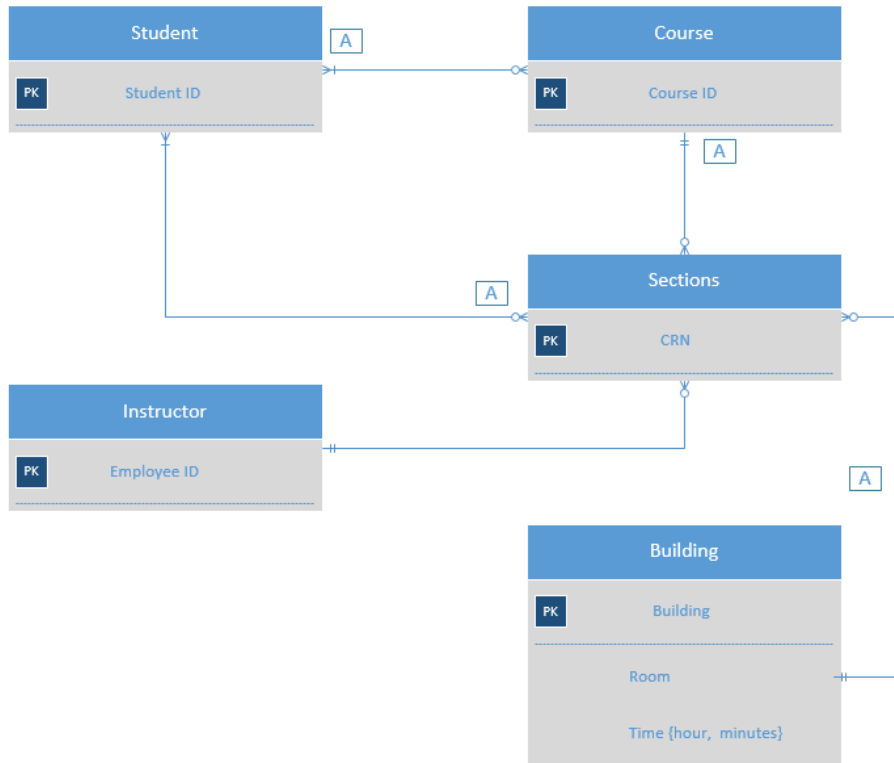 Student
A
Course
PK
Student ID
PK
Course ID
A
A
Sections
PK
CRN
Instructor
PK
Employee ID
A
Building
PK
Building
Room
Time {hour, minutes}